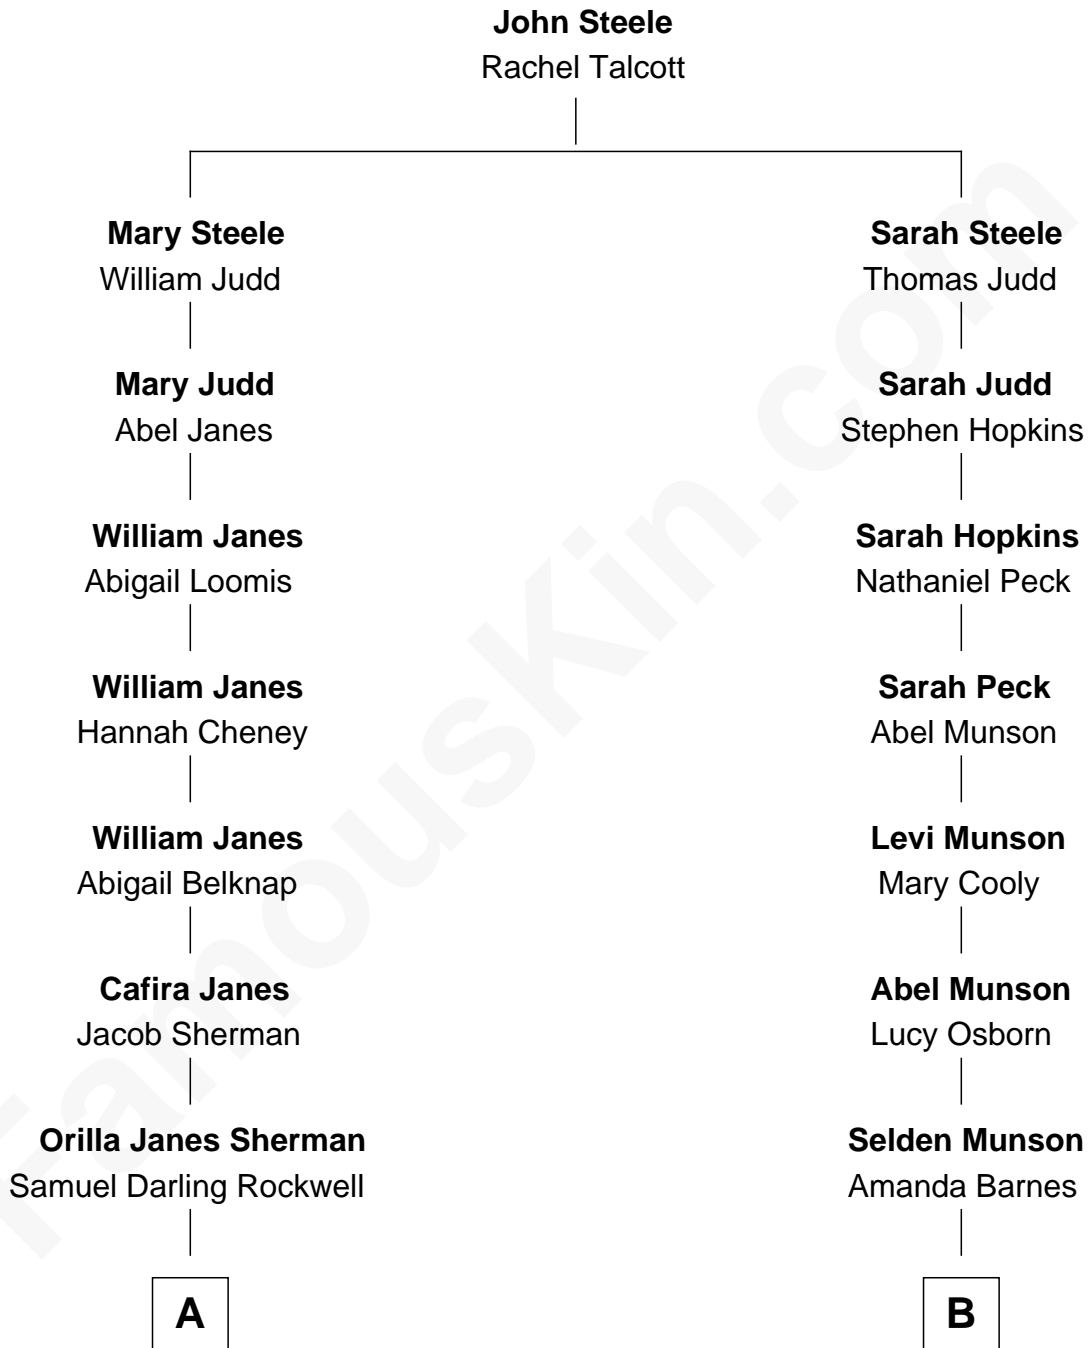 John Steele
Rachel Talcott
Mary Steele
William Judd
Sarah Steele
Thomas Judd
Mary Judd
Abel Janes
Sarah Judd
Stephen Hopkins
William Janes
Abigail Loomis
Sarah Hopkins
Nathaniel Peck
William Janes
Hannah Cheney
Sarah Peck
Abel Munson
William Janes
Abigail Belknap
Levi Munson
Mary Cooly
Cafira Janes
Jacob Sherman
Abel Munson
Lucy Osborn
Orilla Janes Sherman
Samuel Darling Rockwell
Selden Munson
Amanda Barnes
A
B
FamousKin.com